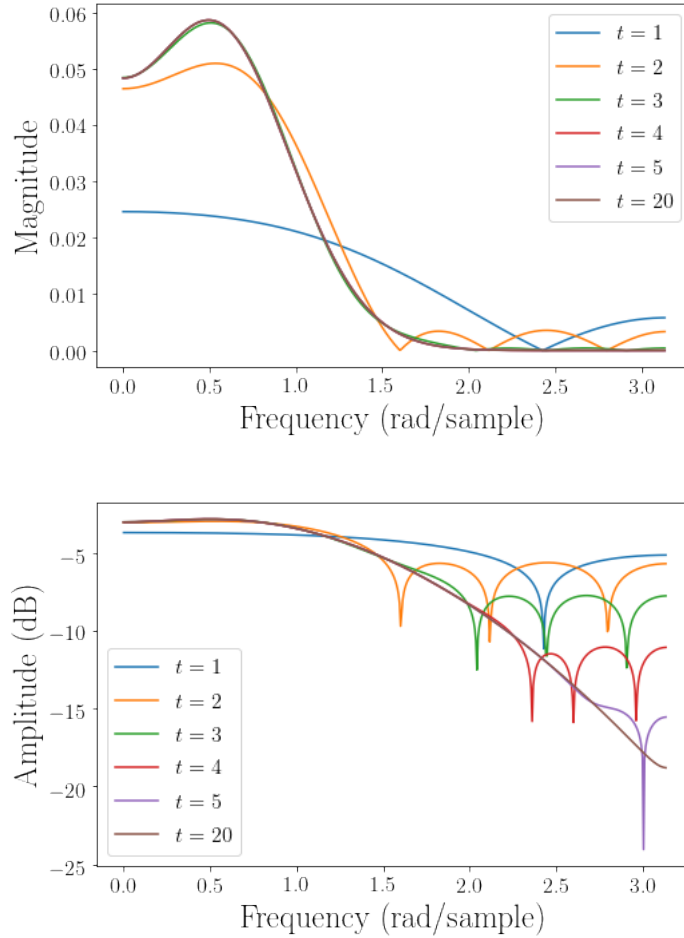 0.06
0.05
0.04
0.03
0.02
0.01
0.00
Magnitude
t = 1
t = 2
t = 3
t = 4
t = 5
t = 20
0.0 0.5 1.0 1.5 2.0 2.5 3.0
Frequency (rad/sample)
−5
−10
−15
−20
−25
Amplitude (dB)
t = 1
t = 2
t = 3
t = 4
t = 5
t = 20
0.0 0.5 1.0 1.5 2.0 2.5 3.0
Frequency (rad/sample)